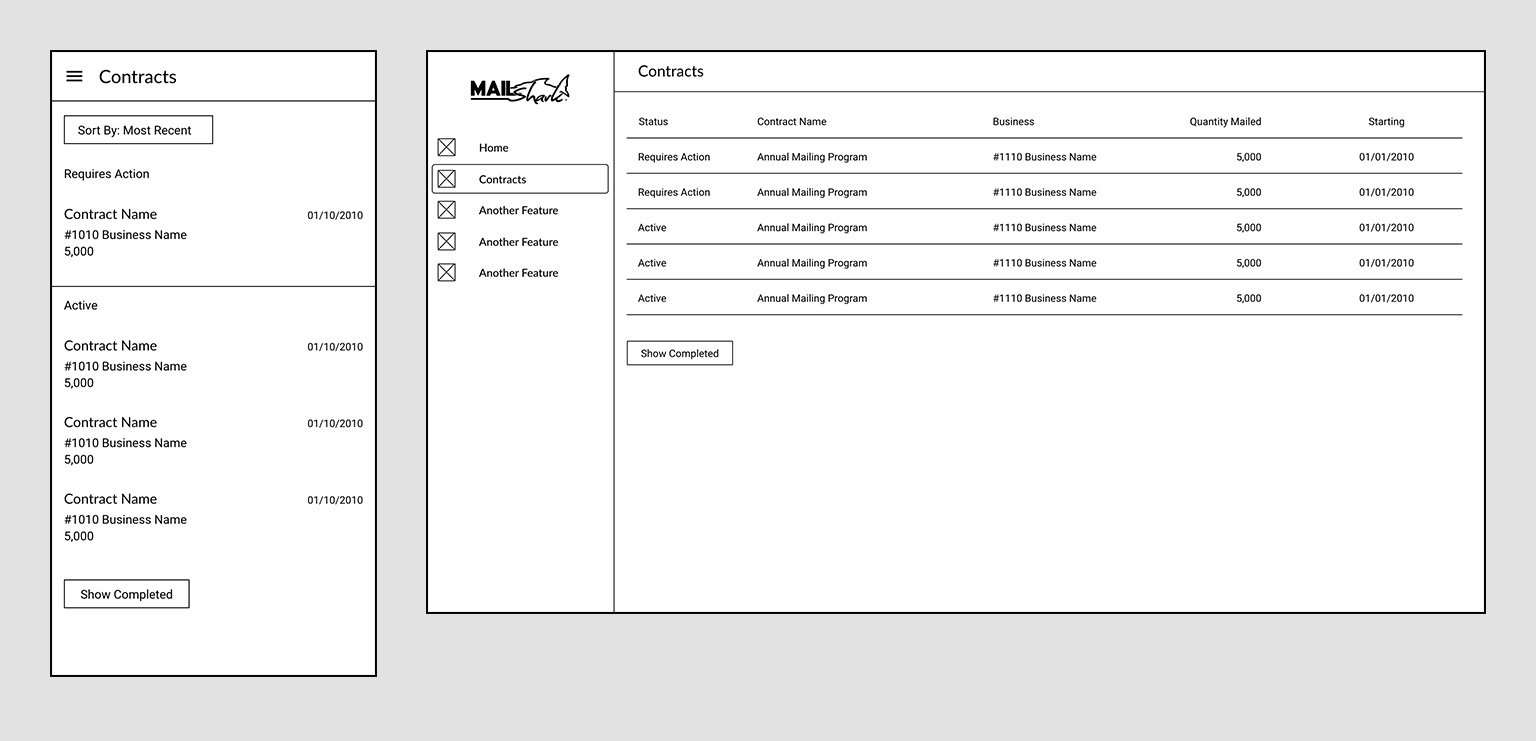 Contracts
Sort By: Most Recent
Requires Action
Contract Name 01/10/2010
#1010 Business Name
5,000
Active
Contract Name 01/10/2010
#1010 Business Name
5,000
Contract Name 01/10/2010
#1010 Business Name
5,000
Contract Name 01/10/2010
#1010 Business Name
5,000
Show Completed
MAIL Shark
Home
Contracts
Another Feature
Another Feature
Another Feature
Contracts
Status Contract Name Business Quantity Mailed Starting
Requires Action Annual Mailing Program #1110 Business Name 5,000 01/01/2010
Requires Action Annual Mailing Program #1110 Business Name 5,000 01/01/2010
Active Annual Mailing Program #1110 Business Name 5,000 01/01/2010
Active Annual Mailing Program #1110 Business Name 5,000 01/01/2010
Active Annual Mailing Program #1110 Business Name 5,000 01/01/2010
Show Completed